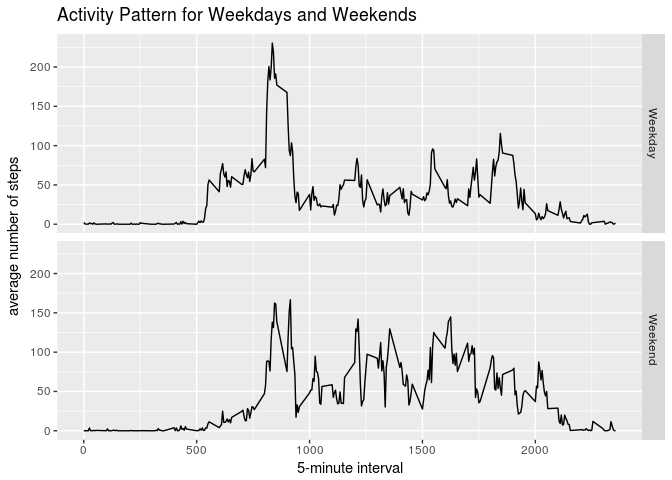 Activity Pattern for Weekdays and Weekends
200
150
100
50
0
Weekday
average number of steps
200
150
100
50
0
Weekend
0 500 1000 1500 2000
5-minute interval